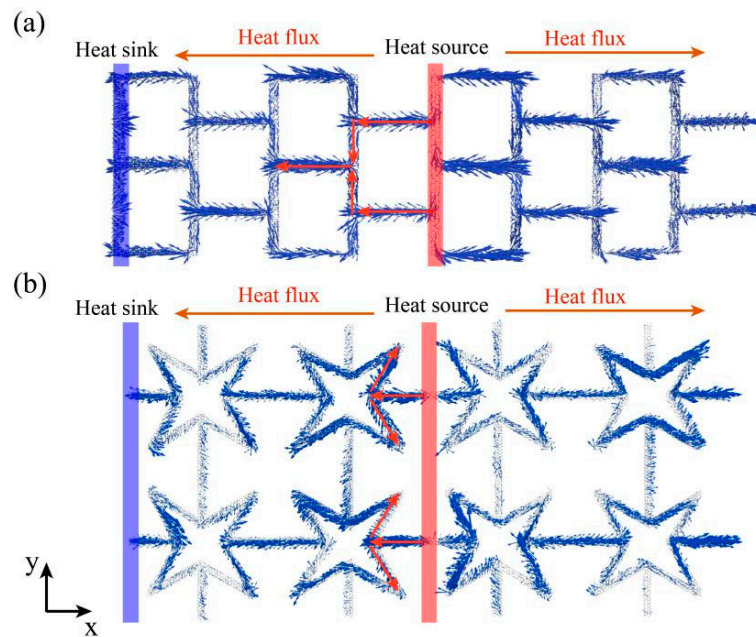 (a)
Heat sink
Heat flux
Heat source
Heat flux
(b)
Heat sink
Heat flux
Heat source
Heat flux
y
x